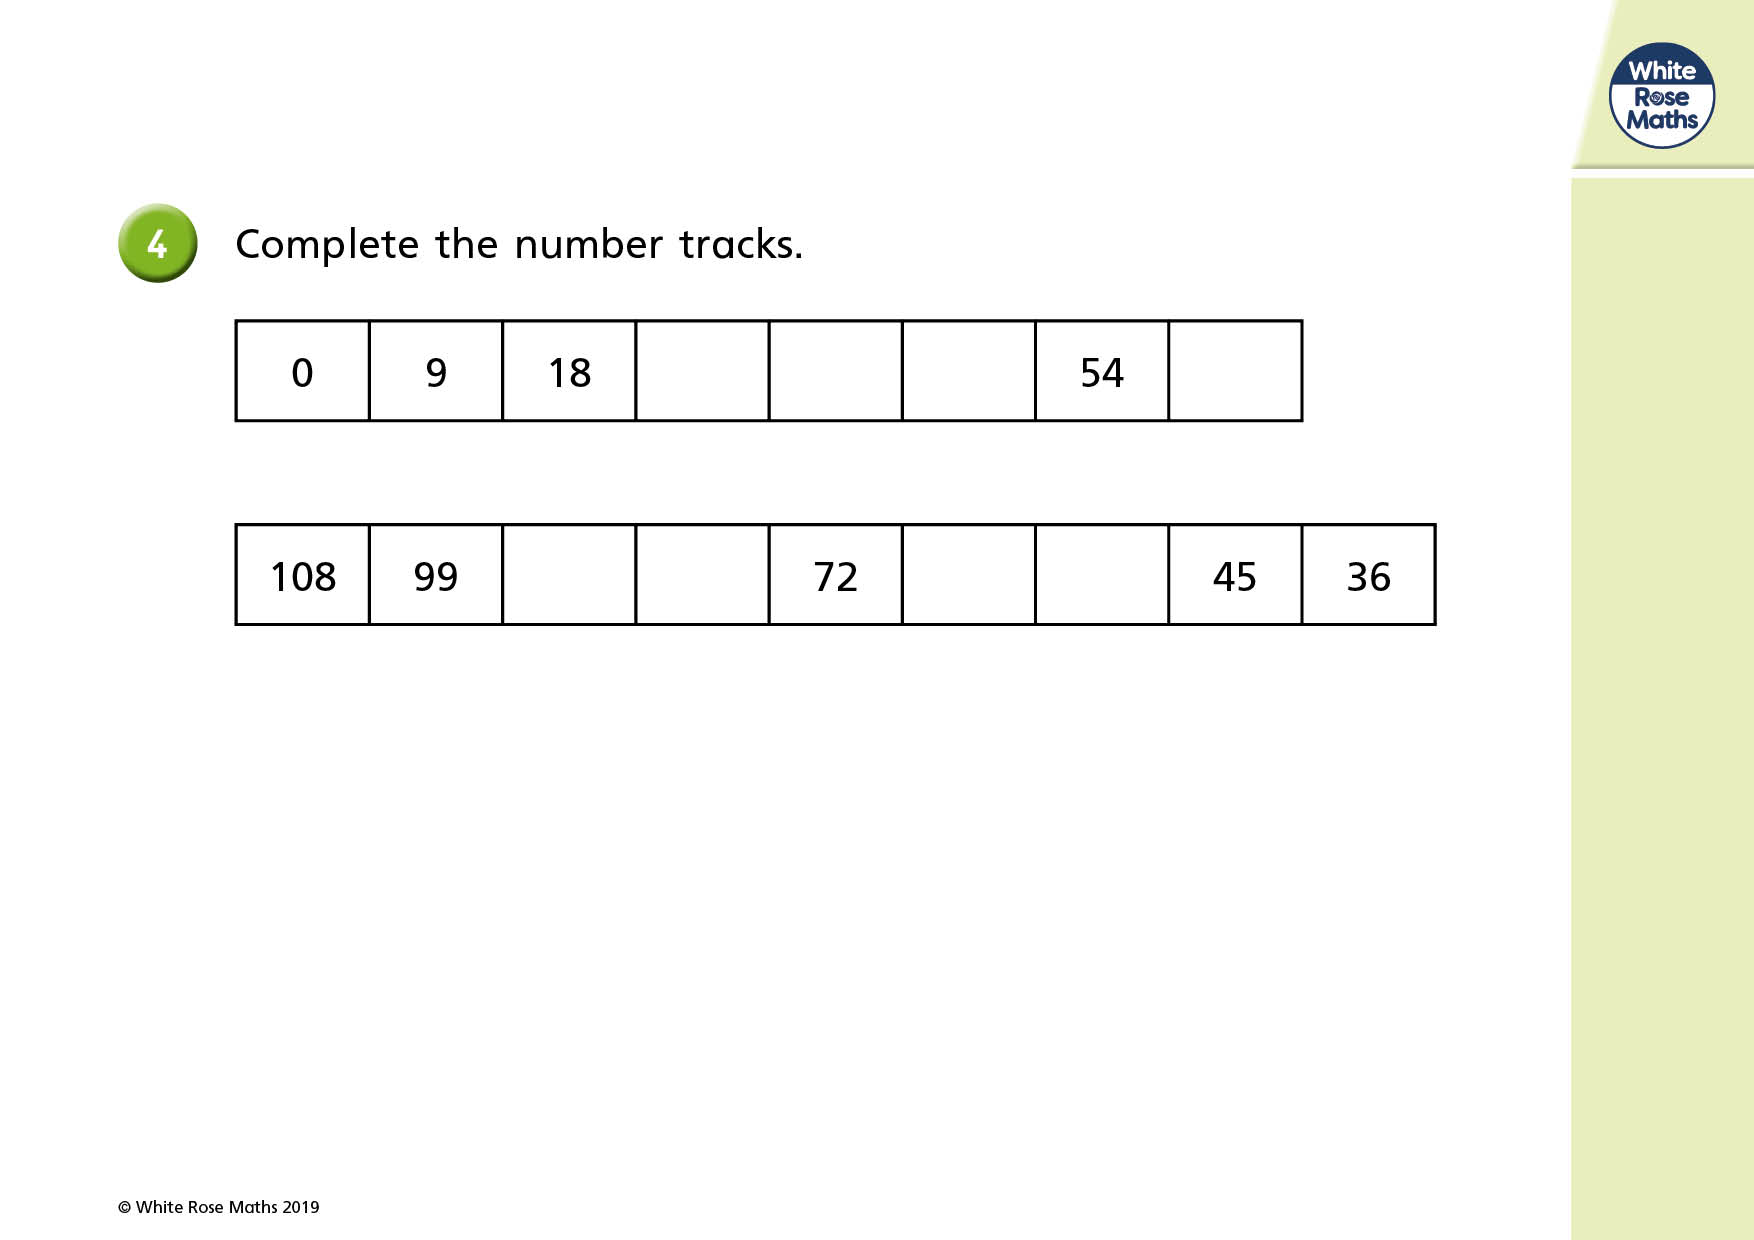 White
Rose
Maths
4 Complete the number tracks.
0 9 18 54
108 99 72 45 36
© White Rose Maths 2019